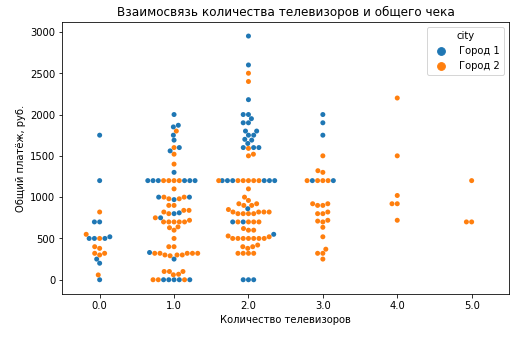 Взаимосвязь количества телевизоров и общего чека
city
Город 1
Город 2
Общий платёж, руб.
3000
2500
2000
1500
1000
500
0
0.0 1.0 2.0 3.0 4.0 5.0
Количество телевизоров